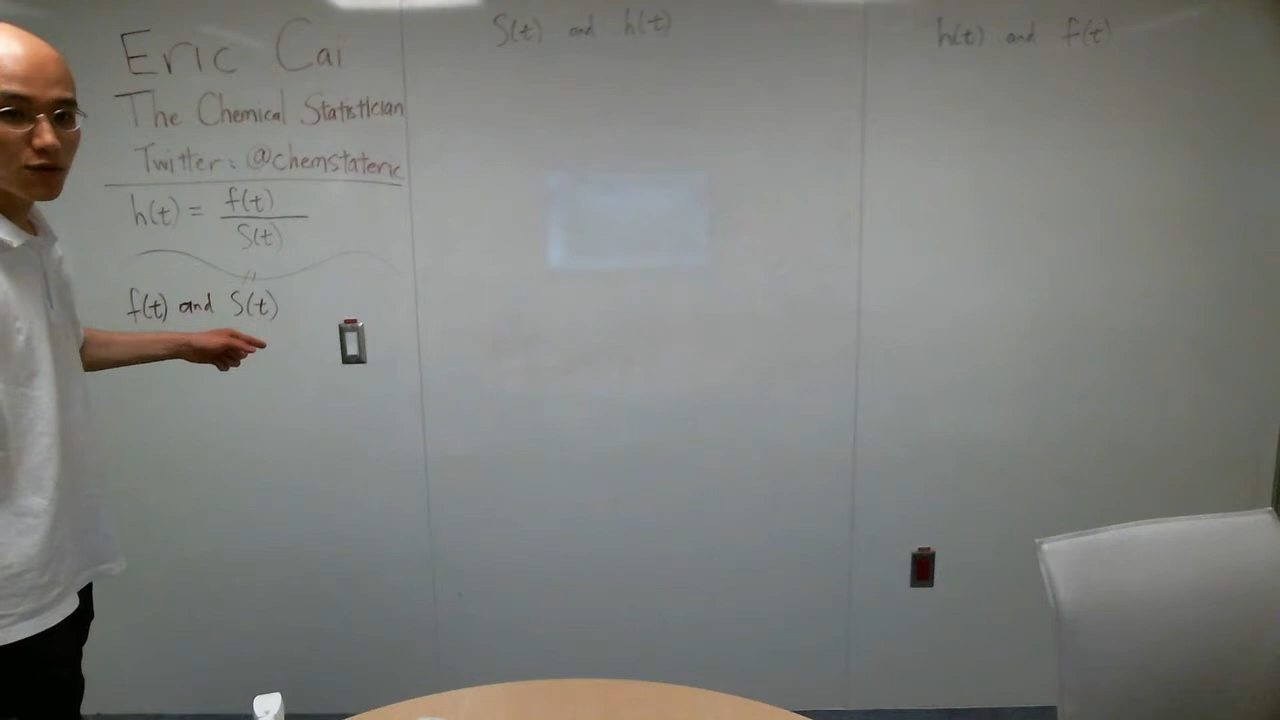 Eric Cai
The Chemical Statistician
Twitter: @chemstateric
h(t) = f(t)
S(t)
f(t) and S(t)
S(t) and h(t)
h(t) and f(t)